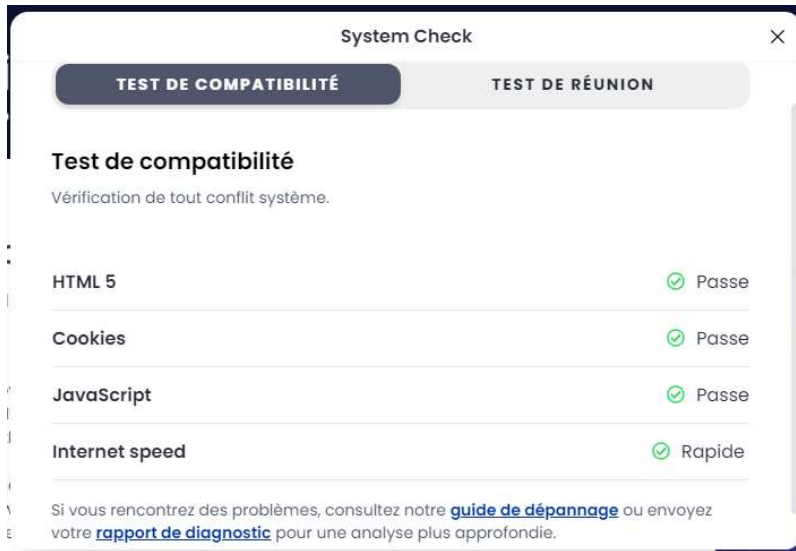 System Check
TEST DE COMPATIBILITÉ
TEST DE RÉUNION
Test de compatibilité
Vérification de tout conflit système.
HTML 5
Passe
Cookies
Passe
JavaScript
Passe
Internet speed
Rapide
Si vous rencontrez des problèmes, consultez notre guide de dépannage ou envoyez
votre rapport de diagnostic pour une analyse plus approfondie.